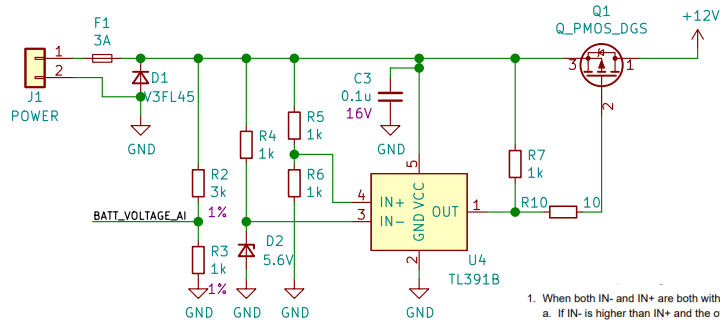 F1
3A
Q1
Q_PMOS_DGS
+12V
1
2
J1
POWER
D1
V3FL45
GND
C3
0.1u
16V
GND
3
1
2
R5
1k
R4
1k
R6
1k
R7
1k
R2
3k
1%
BATT_VOLTAGE_AI
R3
1k
1%
D2
5.6V
5
4
3
IN+
IN-
VCC
GND
OUT
1
2
U4
TL391B
R10
10
GND
GND
GND
GND
1. When both IN- and IN+ are both with
a. If IN- is higher than IN+ and the o